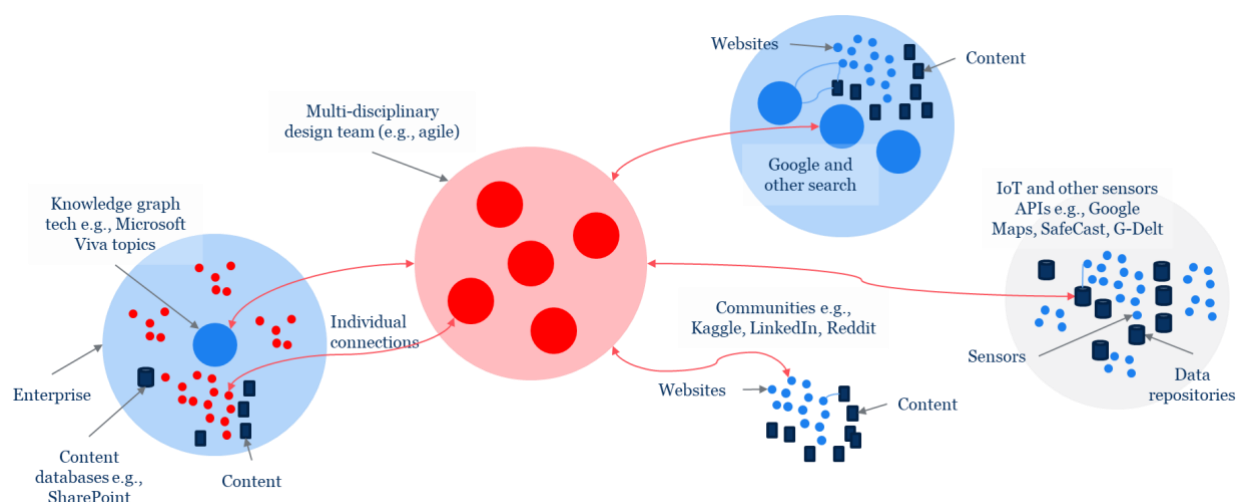 Websites
Content
Multi-disciplinary
design team (e.g., agile)
Google and
other search
Knowledge graph
tech e.g., Microsoft
Viva topics
IoT and other sensors
APIs e.g., Google
Maps, SafeCast, G-Delt
Individual
connections
Communities e.g.,
Kaggle, LinkedIn, Reddit
Enterprise
Websites
Content
Sensors
Data
repositories
Content
databases e.g.,
SharePoint
Content